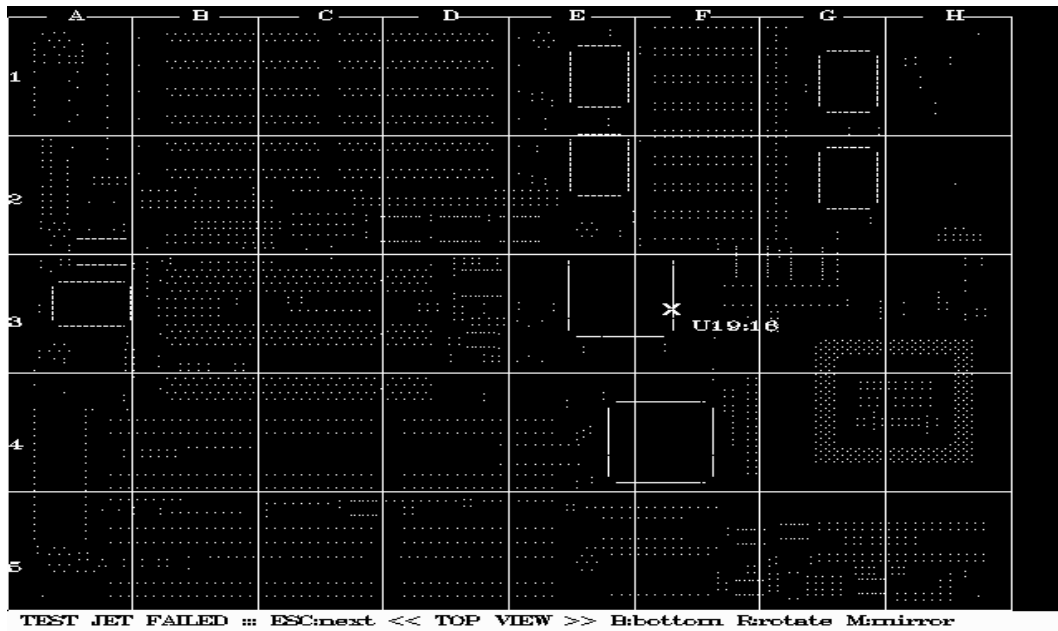 A B C D E F G H
1
2
3
U19:16
4
5
TEST JET FAILED ::: ESC:next << TOP VIEW >> B:bottom R:rotate M:mirror